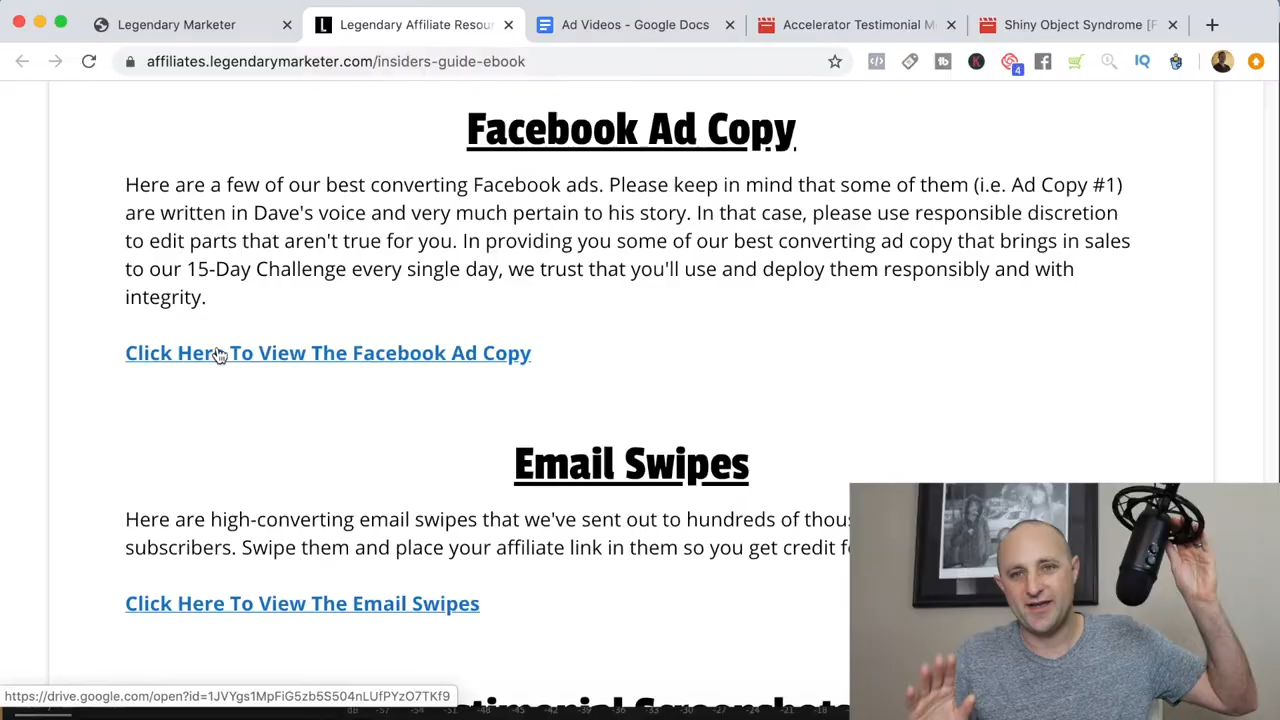 Legendary Marketer
Legendary Affiliate Resou
Ad Videos - Google Docs
Accelerator Testimonial M
Shiny Object Syndrome [F
affiliates.legendarymarketer.com/insiders-guide-ebook
4
IQ
Facebook Ad Copy
Here are a few of our best converting Facebook ads. Please keep in mind that some of them (i.e. Ad Copy #1)
are written in Dave's voice and very much pertain to his story. In that case, please use responsible discretion
to edit parts that aren't true for you. In providing you some of our best converting ad copy that brings in sales
to our 15-Day Challenge every single day, we trust that you'll use and deploy them responsibly and with
integrity.
Click Here To View The Facebook Ad Copy
Email Swipes
Here are high-converting email swipes that we've sent out to hundreds of thou
subscribers. Swipe them and place your affiliate link in them so you get credit f
Click Here To View The Email Swipes
https://drive.google.com/open?id=1JVYgs1MpFiG5zb5S504nLUfPYzO7TKf9